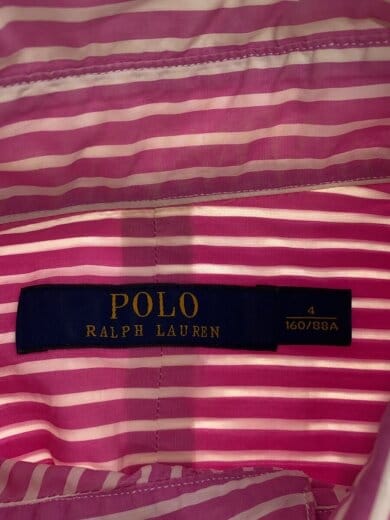 POLO
RALPH LAUREN
4
160/88A